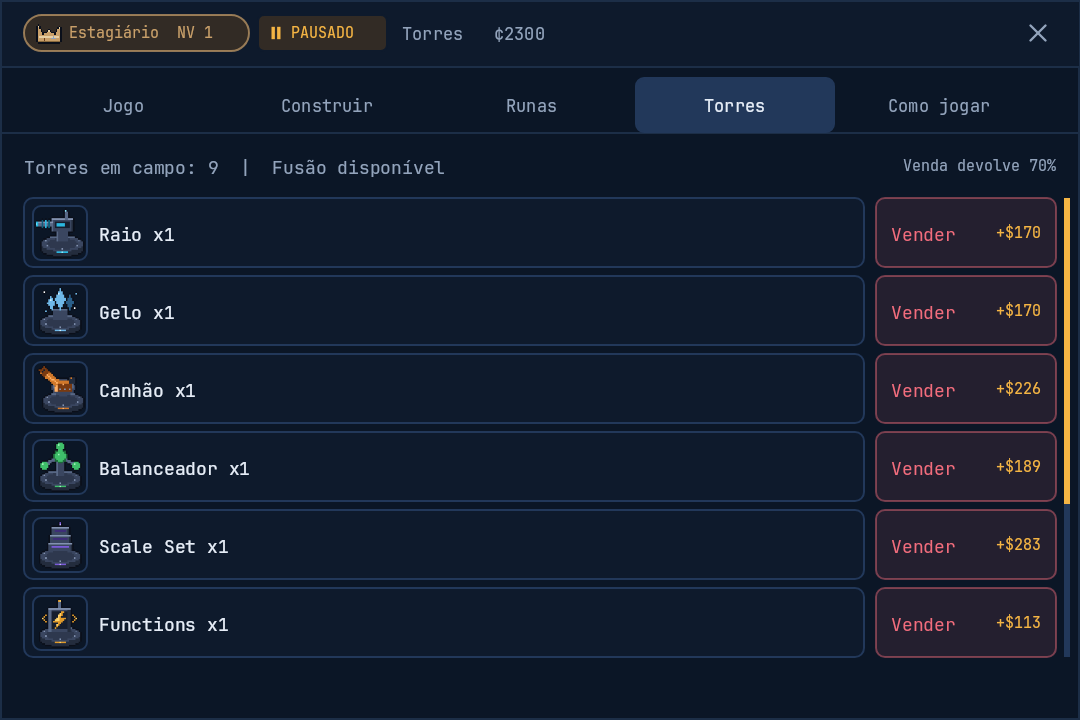 Estagiário NV 1 PAUSADO Torres ¢2300
Jogo Construir Runas Torres Como jogar
Torres em campo: 9 | Fusão disponível Venda devolve 70%
Raio x1 Vender +$170
Gelo x1 Vender +$170
Canhão x1 Vender +$226
Balanceador x1 Vender +$189
Scale Set x1 Vender +$283
Functions x1 Vender +$113